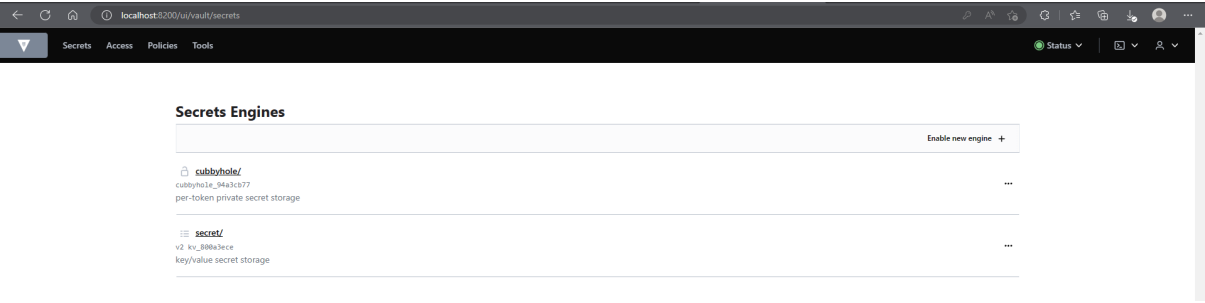 localhost:8200/ui/vault/secrets
Secrets Access Policies Tools Status
Secrets Engines
Enable new engine +
cubbyhole/
cubbyhole_94a3cb77
per-token private secret storage
secret/
v2 kv_800a3ece
key/value secret storage